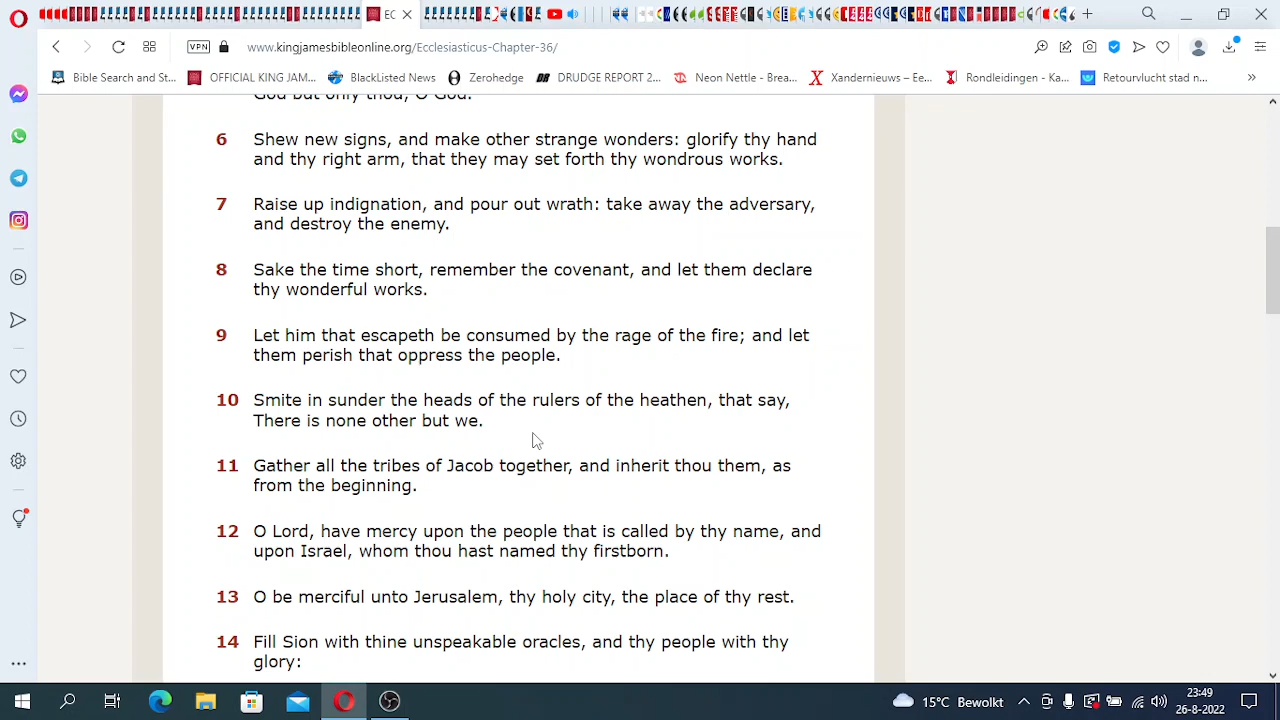 EC
www.kingjamesbibleonline.org/Ecclesiasticus-Chapter-36/
VPN
Bible Search and St...
OFFICIAL KING JAM...
BlackListed News
Zerohedge
DRUDGE REPORT 2...
Neon Nettle - Brea...
Xandernieuws – Ee...
Rondleidingen - Ka...
Retourvlucht stad n...
God but only thou, O God.
6 Shew new signs, and make other strange wonders: glorify thy hand
and thy right arm, that they may set forth thy wondrous works.
7 Raise up indignation, and pour out wrath: take away the adversary,
and destroy the enemy.
8 Sake the time short, remember the covenant, and let them declare
thy wonderful works.
9 Let him that escapeth be consumed by the rage of the fire; and let
them perish that oppress the people.
10 Smite in sunder the heads of the rulers of the heathen, that say,
There is none other but we.
11 Gather all the tribes of Jacob together, and inherit thou them, as
from the beginning.
12 O Lord, have mercy upon the people that is called by thy name, and
upon Israel, whom thou hast named thy firstborn.
13 O be merciful unto Jerusalem, thy holy city, the place of thy rest.
14 Fill Sion with thine unspeakable oracles, and thy people with thy
glory:
15°C Bewolkt
23:49
26-8-2022